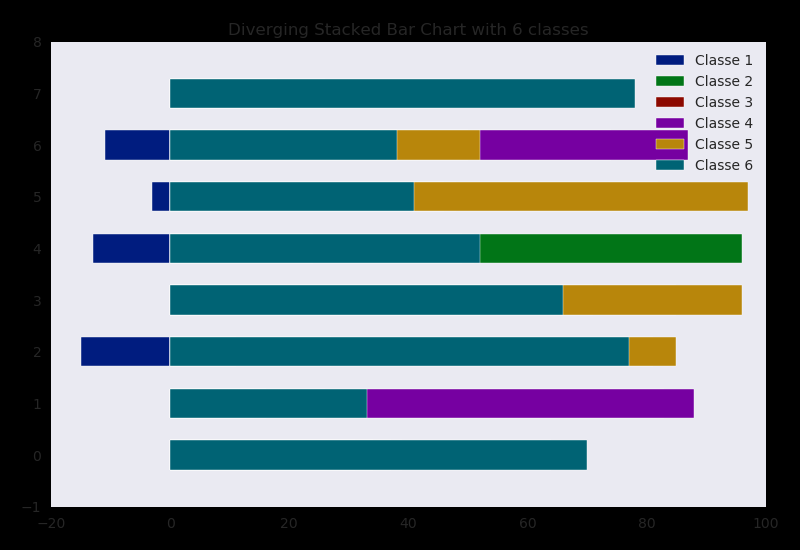 Diverging Stacked Bar Chart with 6 classes
8
7
6
5
4
3
2
1
0
−1
−20
0
20
40
60
80
100
Classe 1
Classe 2
Classe 3
Classe 4
Classe 5
Classe 6